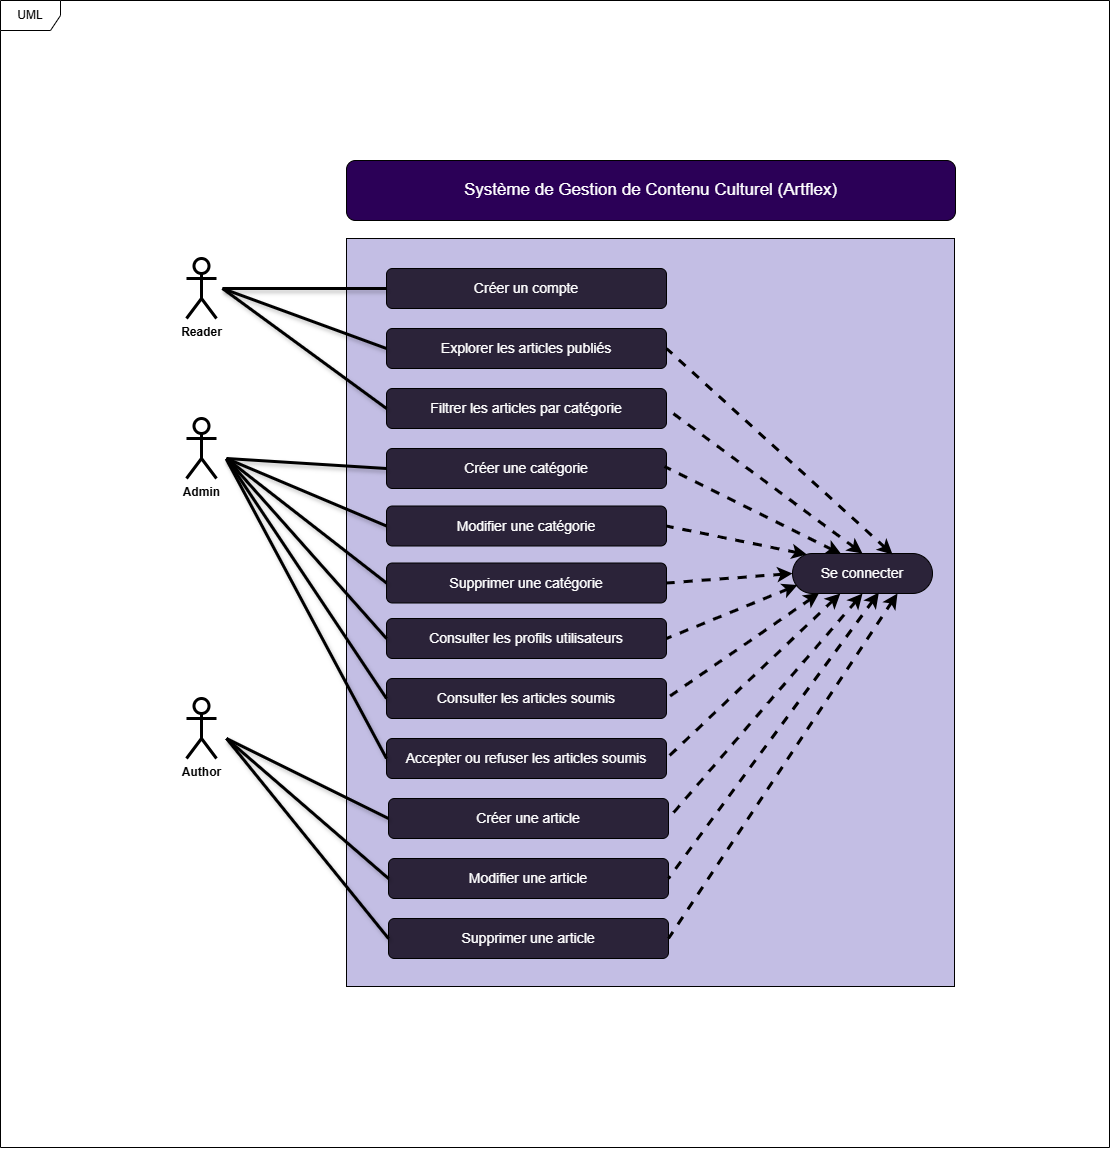 UML
Système de Gestion de Contenu Culturel (Artflex)
Reader
Créer un compte
Explorer les articles publiés
Filtrer les articles par catégorie
Admin
Créer une catégorie
Modifier une catégorie
Supprimer une catégorie
Se connecter
Consulter les profils utilisateurs
Consulter les articles soumis
Accepter ou refuser les articles soumis
Author
Créer une article
Modifier une article
Supprimer une article